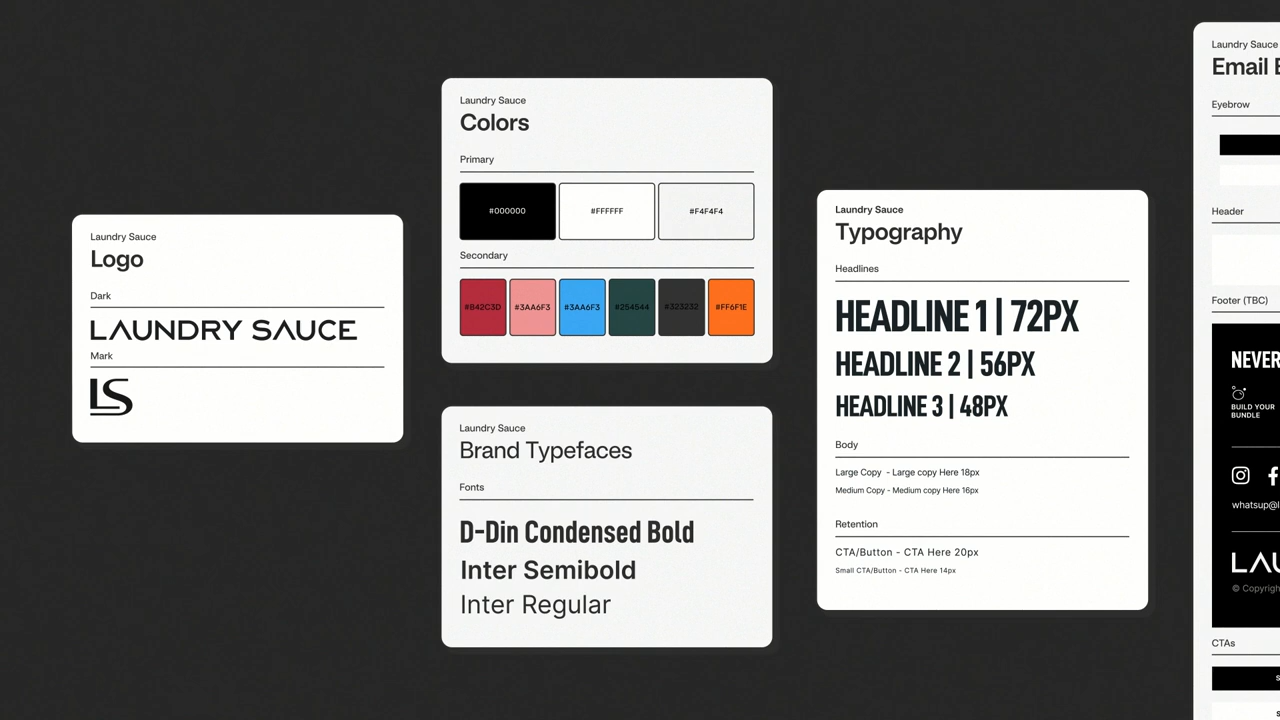 Laundry Sauce
Logo
Dark
LAUNDRY SAUCE
Mark
LS
Laundry Sauce
Colors
Primary
#000000
#FFFFFF
#F4F4F4
Secondary
#B42C3D
#3AA6F3
#3AA6F3
#254544
#323232
#FF6F1E
Laundry Sauce
Brand Typefaces
Fonts
D-Din Condensed Bold
Inter Semibold
Inter Regular
Laundry Sauce
Typography
Headlines
HEADLINE 1 | 72PX
HEADLINE 2 | 56PX
HEADLINE 3 | 48PX
Body
Large Copy - Large copy Here 18px
Medium Copy - Medium copy Here 16px
Retention
CTA/Button - CTA Here 20px
Small CTA/Button - CTA Here 14px
Laundry Sauce
Email
Eyebrow
Header
Footer (TBC)
NEVER
BUILD YOUR
BUNDLE
whatsup@l
LAU
© Copyrigh
CTAs